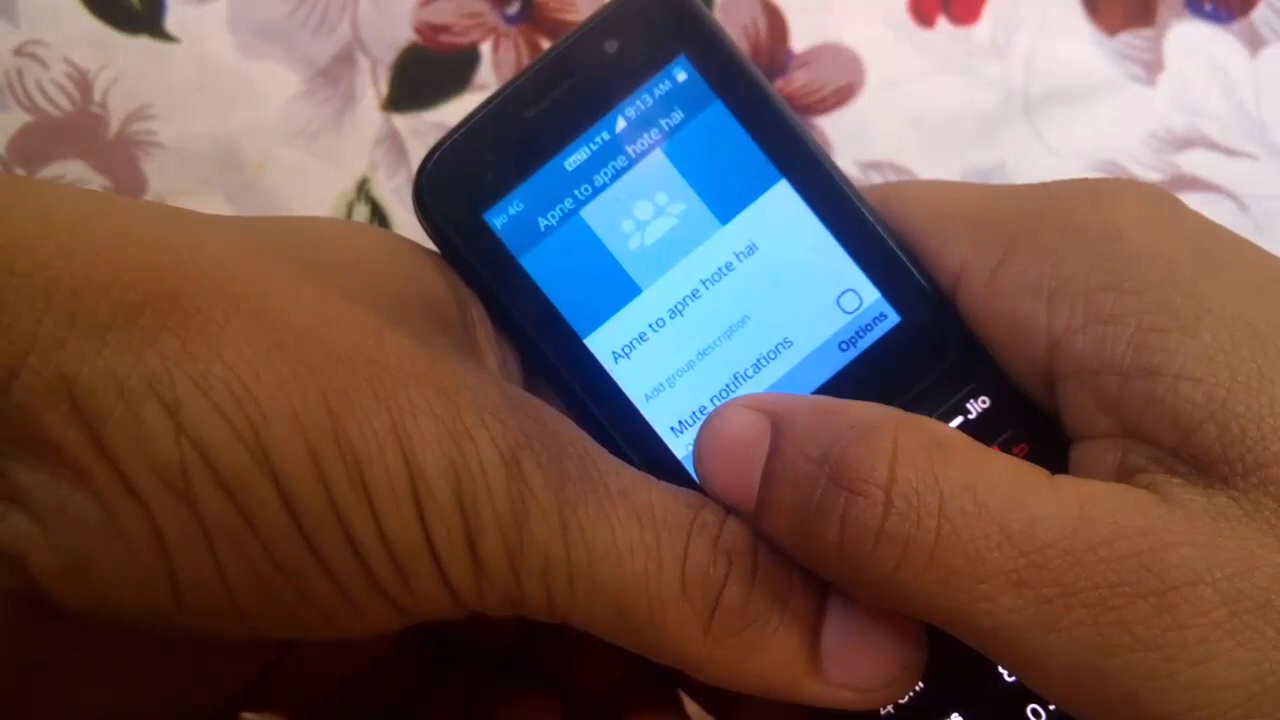 Jio 4G VoLTE LTE 9:13 AM
Apne to apne hote hai
Apne to apne hote hai
Add group description
Mute notifications
Options
Jio